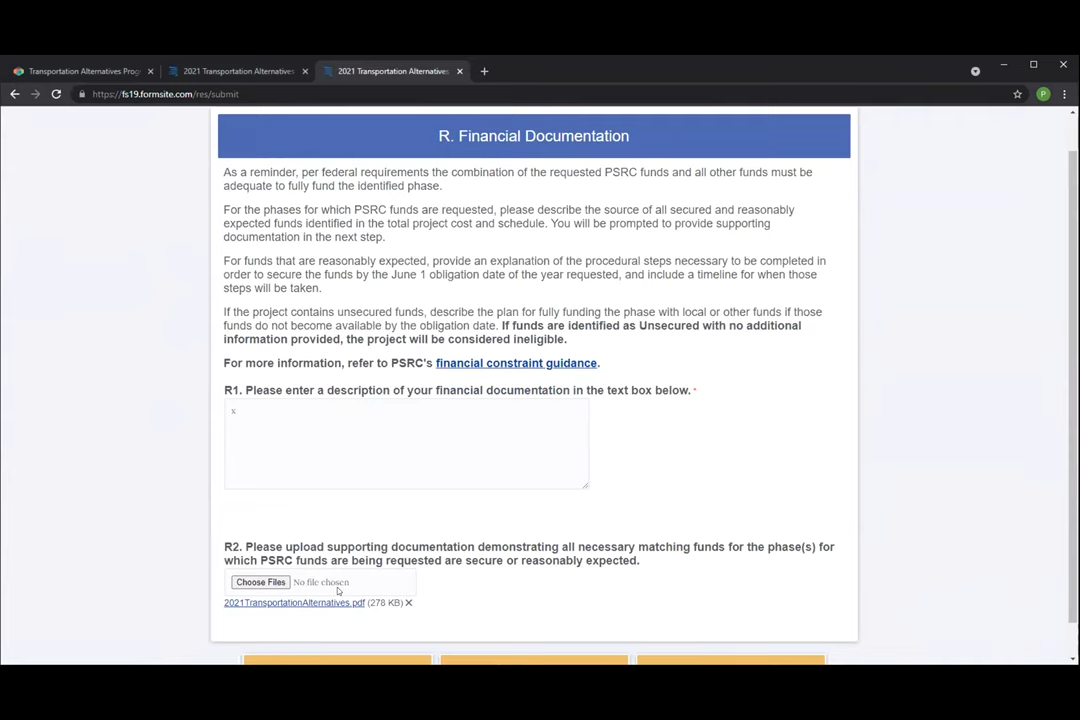 Transportation Alternatives Prog
2021 Transportation Alternatives
2021 Transportation Alternatives
https://fs19.formsite.com/res/submit
P
R. Financial Documentation
As a reminder, per federal requirements the combination of the requested PSRC funds and all other funds must be
adequate to fully fund the identified phase.
For the phases for which PSRC funds are requested, please describe the source of all secured and reasonably
expected funds identified in the total project cost and schedule. You will be prompted to provide supporting
documentation in the next step.
For funds that are reasonably expected, provide an explanation of the procedural steps necessary to be completed in
order to secure the funds by the June 1 obligation date of the year requested, and include a timeline for when those
steps will be taken.
If the project contains unsecured funds, describe the plan for fully funding the phase with local or other funds if those
funds do not become available by the obligation date. If funds are identified as Unsecured with no additional
information provided, the project will be considered ineligible.
For more information, refer to PSRC's financial constraint guidance.
R1. Please enter a description of your financial documentation in the text box below. *
x
R2. Please upload supporting documentation demonstrating all necessary matching funds for the phase(s) for
which PSRC funds are being requested are secure or reasonably expected.
Choose Files No file chosen
2021TransportationAlternatives.pdf (278 KB)